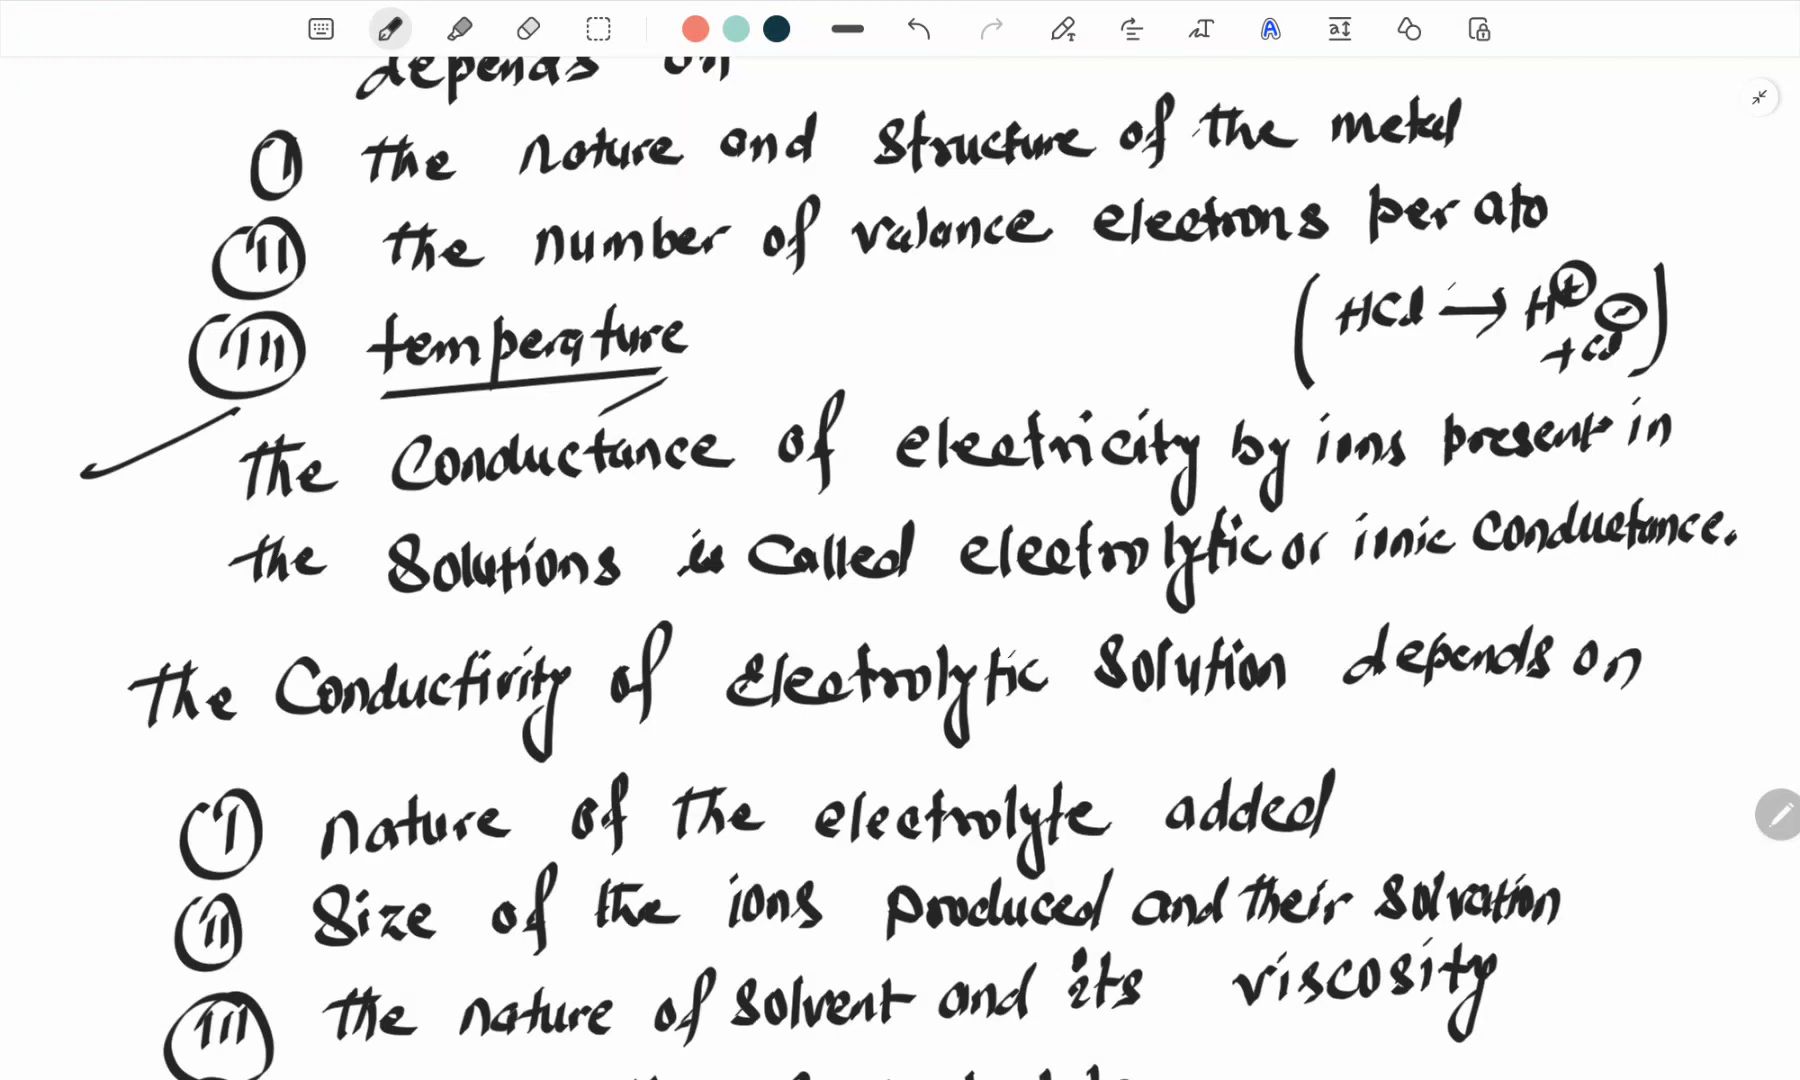 depends on
(I) the nature and structure of the metal
(II) the number of valance electrons per ato
(III) temperature
(HCl → H⊕ + Cl⊖)
the conductance of electricity by ions present in
the solutions is called electrolytic or ionic conductance.
the conductivity of electrolytic solution depends on
(I) nature of the electrolyte added
(II) size of the ions produced and their solvation
(III) the nature of solvent and its viscosity